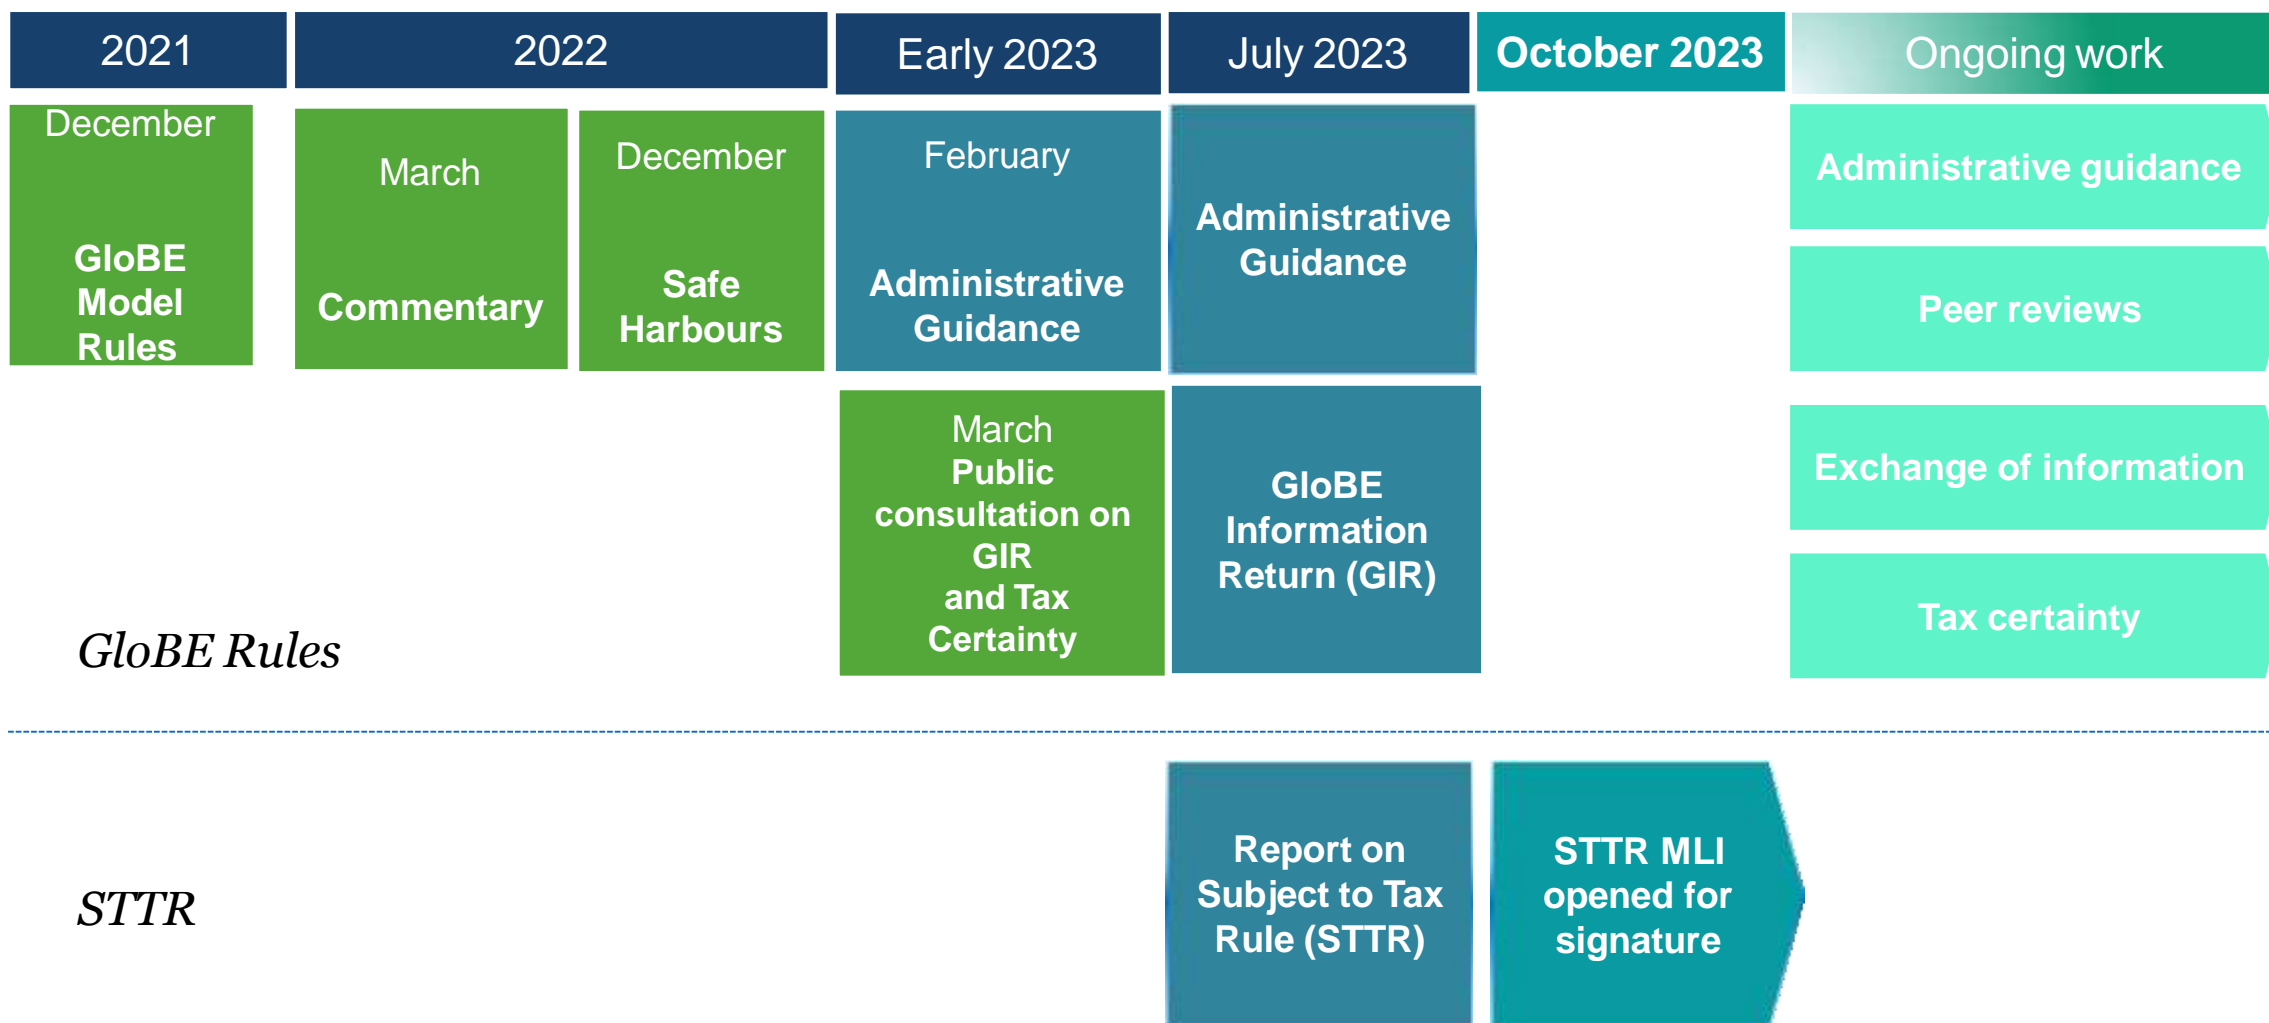 2021
2022
Early 2023
July 2023
October 2023
Ongoing work
December
GloBE
Model
Rules
March
Commentary
December
Safe
Harbours
February
Administrative
Guidance
Administrative
Guidance
Administrative guidance
Peer reviews
March
Public
consultation on
GIR
and Tax
Certainty
GloBE
Information
Return (GIR)
Exchange of information
Tax certainty
GloBE Rules
STTR
Report on
Subject to Tax
Rule (STTR)
STTR MLI
opened for
signature